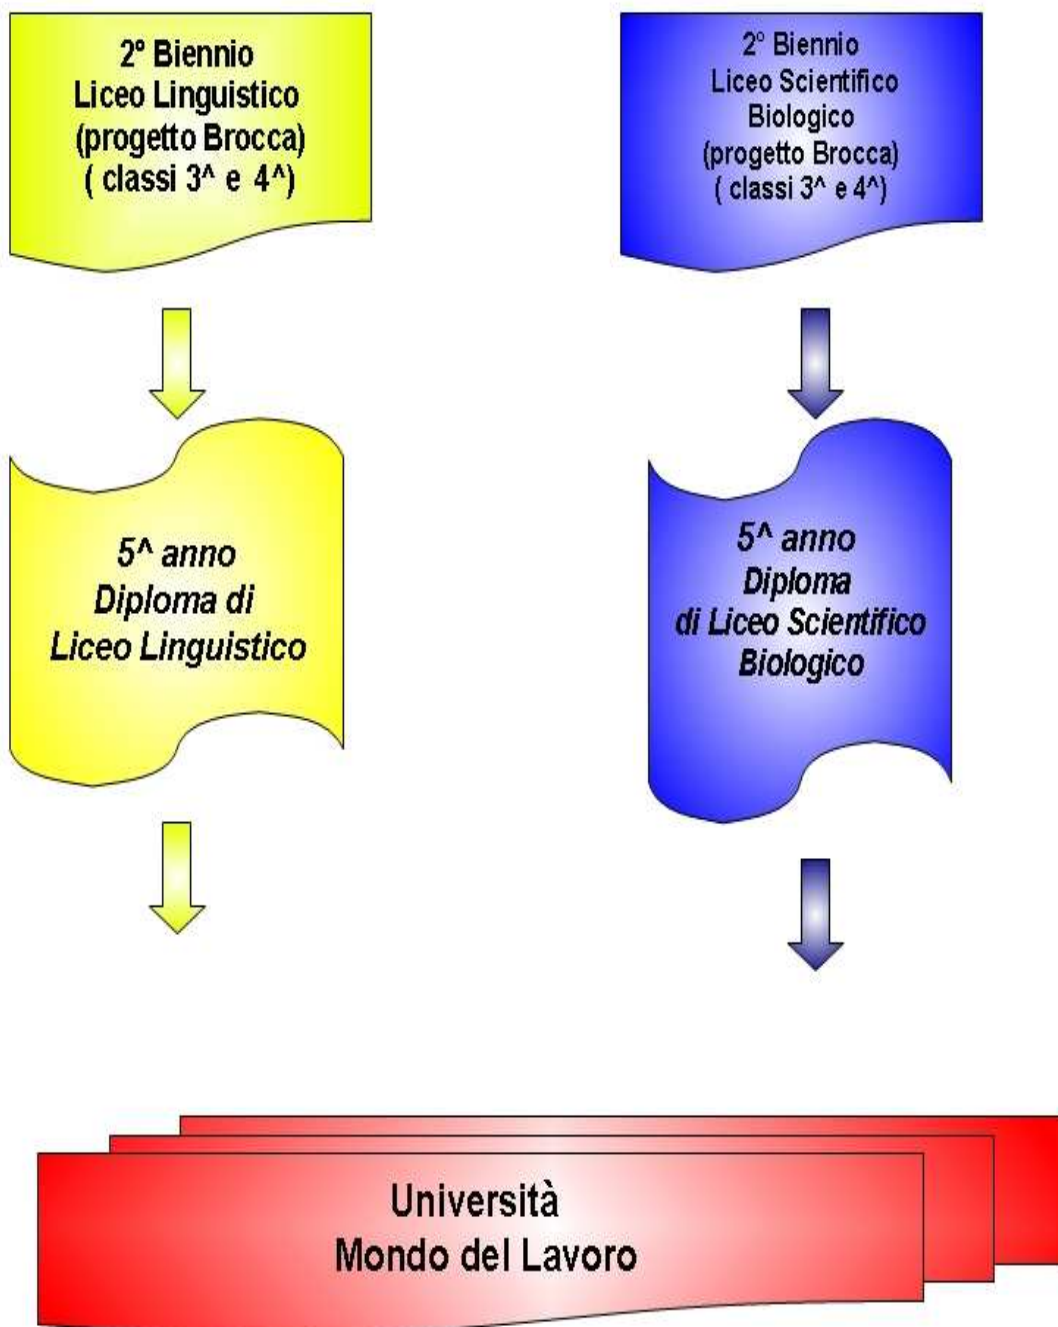 2° Biennio
Liceo Linguistico
(progetto Brocca)
( classi 3^ e 4^)
2° Biennio
Liceo Scientifico
Biologico
(progetto Brocca)
( classi 3^ e 4^)
5^ anno
Diploma di
Liceo Linguistico
5^ anno
Diploma
di Liceo Scientifico
Biologico
Università
Mondo del Lavoro